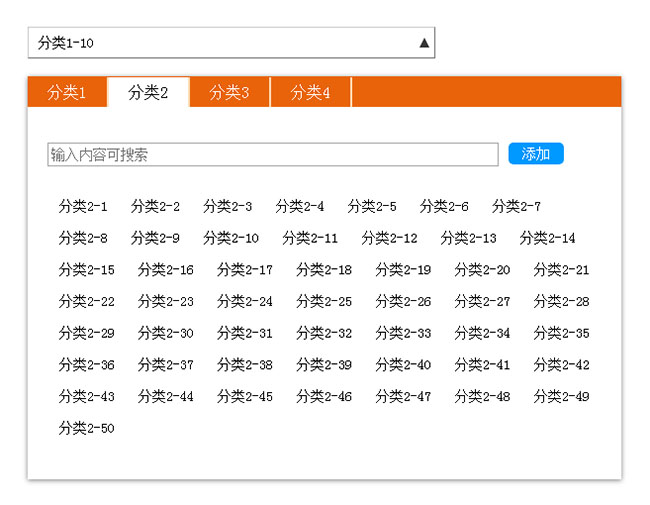 分类1-10 ▲
分类1 分类2 分类3 分类4
输入内容可搜索 添加
分类2-1 分类2-2 分类2-3 分类2-4 分类2-5 分类2-6 分类2-7
分类2-8 分类2-9 分类2-10 分类2-11 分类2-12 分类2-13 分类2-14
分类2-15 分类2-16 分类2-17 分类2-18 分类2-19 分类2-20 分类2-21
分类2-22 分类2-23 分类2-24 分类2-25 分类2-26 分类2-27 分类2-28
分类2-29 分类2-30 分类2-31 分类2-32 分类2-33 分类2-34 分类2-35
分类2-36 分类2-37 分类2-38 分类2-39 分类2-40 分类2-41 分类2-42
分类2-43 分类2-44 分类2-45 分类2-46 分类2-47 分类2-48 分类2-49
分类2-50